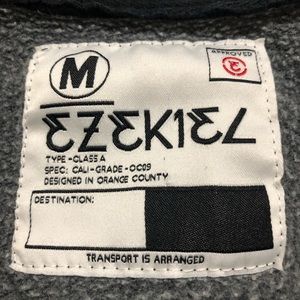 M
APPROVED
EZEKIEL
TYPE-CLASS A
SPEC: CALI-GRADE-OC09
DESIGNED IN ORANGE COUNTY
DESTINATION:
TRANSPORT IS ARRANGED